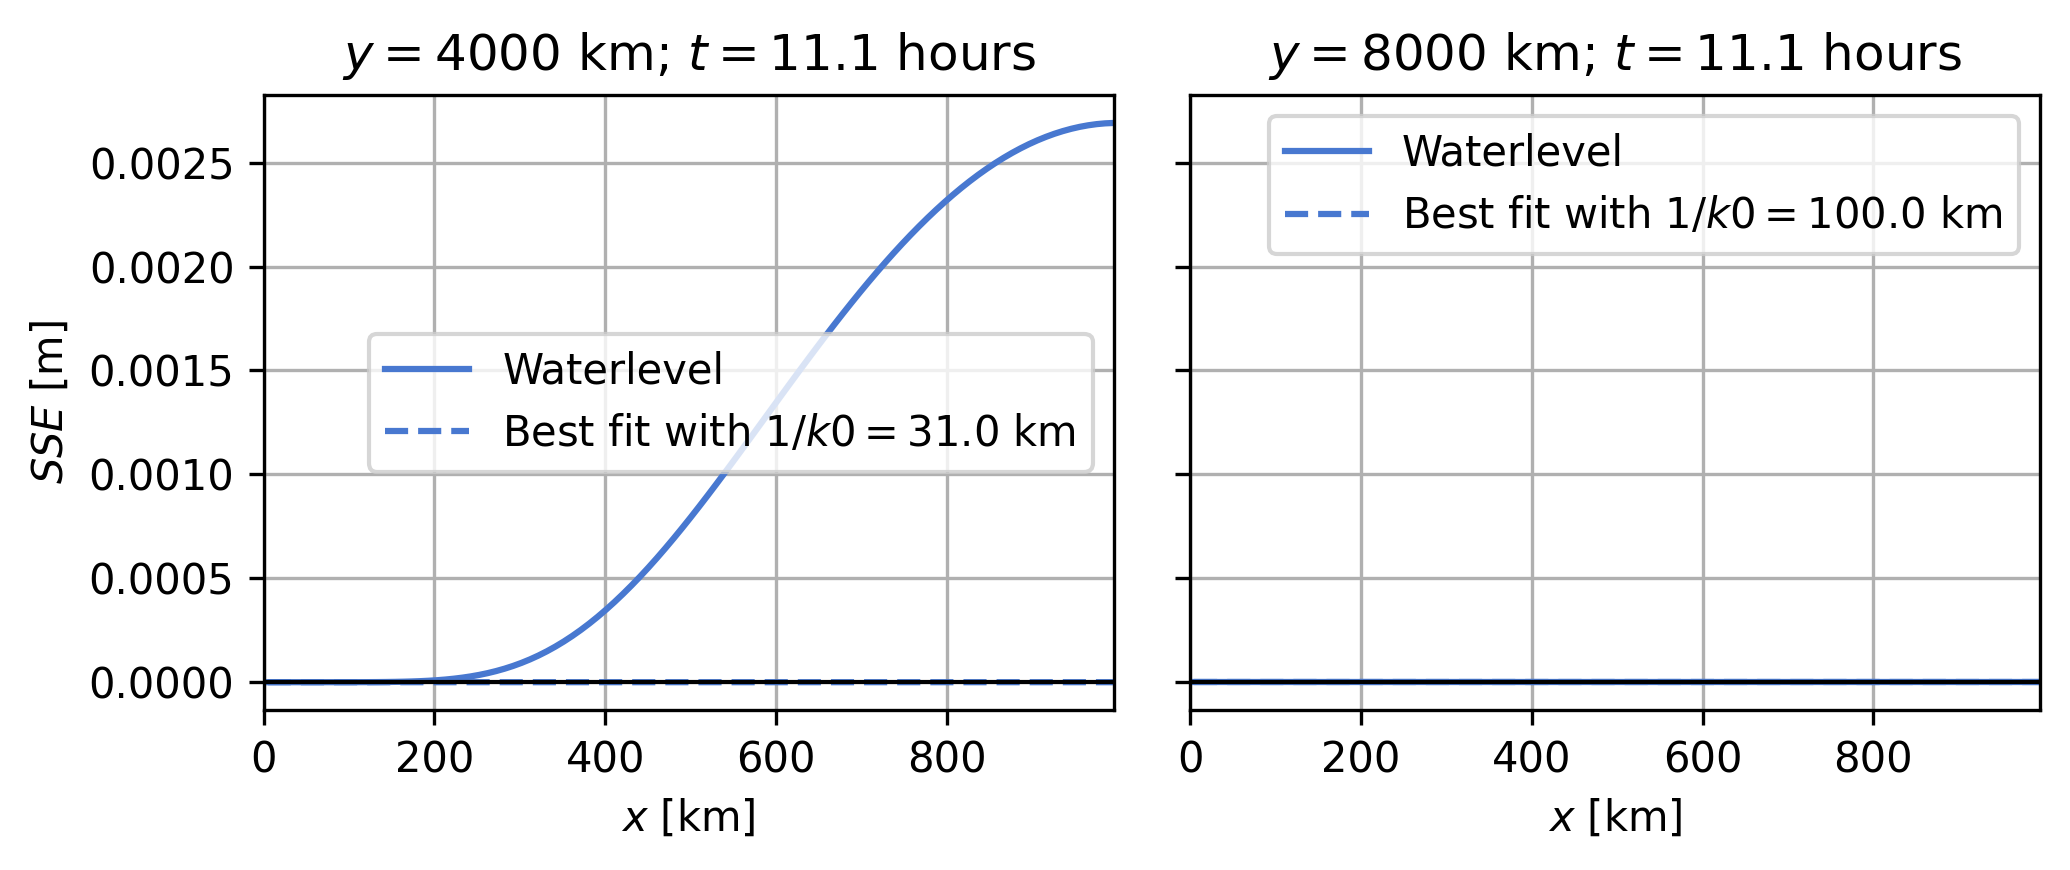 y = 4000 km; t = 11.1 hours
SSE [m]
0.0025
0.0020
0.0015
0.0010
0.0005
0.0000
Waterlevel
Best fit with 1/k0 = 31.0 km
0 200 400 600 800
x [km]
y = 8000 km; t = 11.1 hours
Waterlevel
Best fit with 1/k0 = 100.0 km
0 200 400 600 800
x [km]